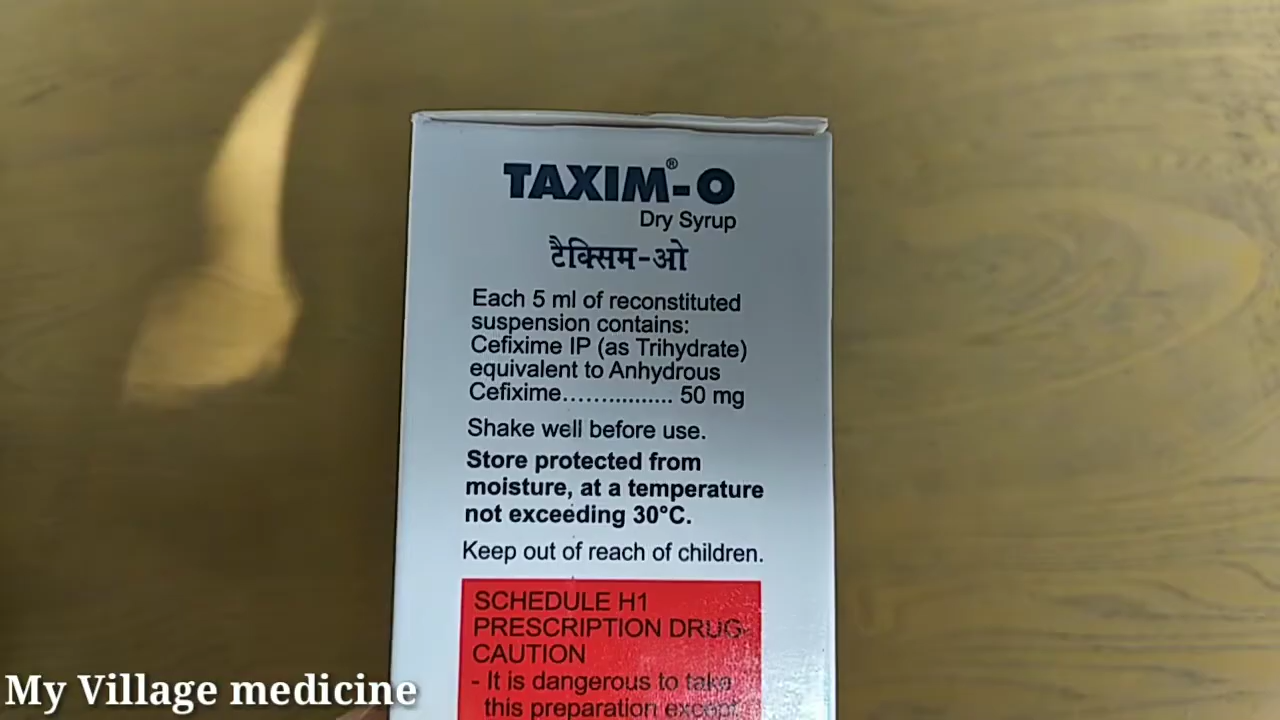 TAXIM®-O
Dry Syrup
टैक्सिम-ओ
Each 5 ml of reconstituted
suspension contains:
Cefixime IP (as Trihydrate)
equivalent to Anhydrous
Cefixime................ 50 mg
Shake well before use.
Store protected from
moisture, at a temperature
not exceeding 30°C.
Keep out of reach of children.
SCHEDULE H1
PRESCRIPTION DRUG-
CAUTION
- It is dangerous to take
this preparation except
My Village medicine